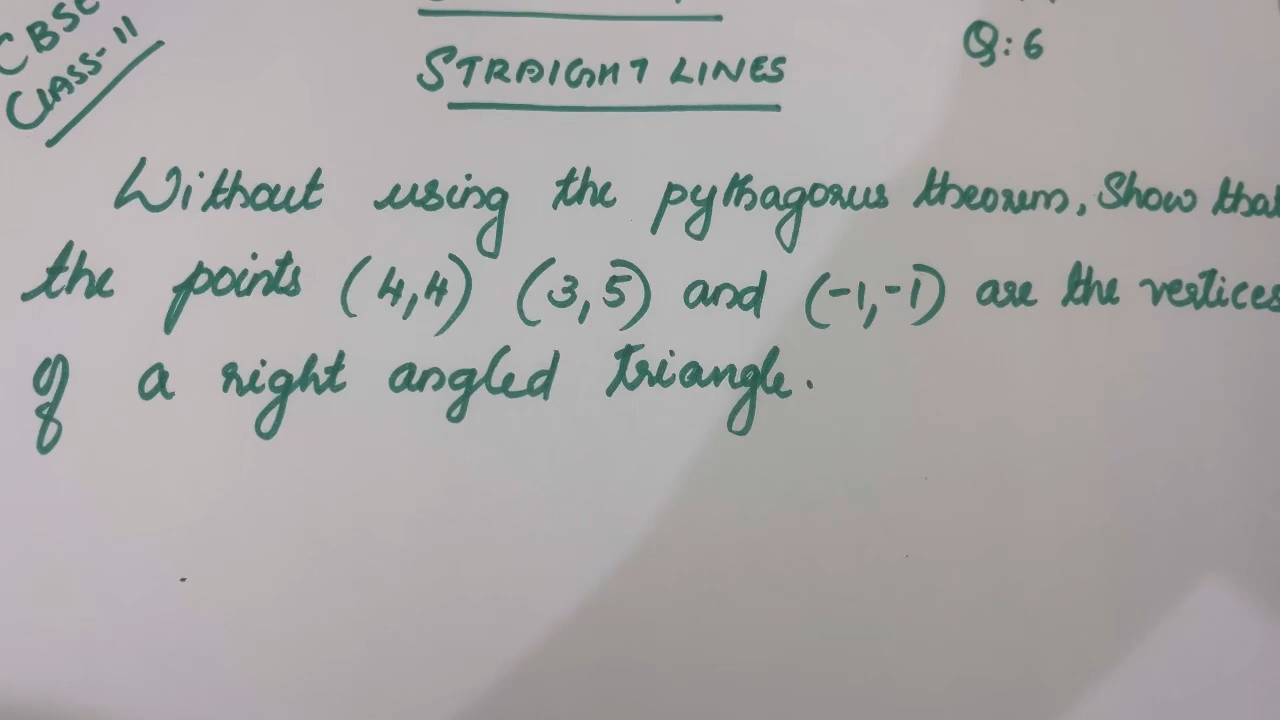 CBSE
CLASS-11
STRAIGHT LINES
Q:6
Without using the pythagorus theorem, Show that
the points (4,4) (3,5) and (-1,-1) are the vertices
of a right angled triangle.